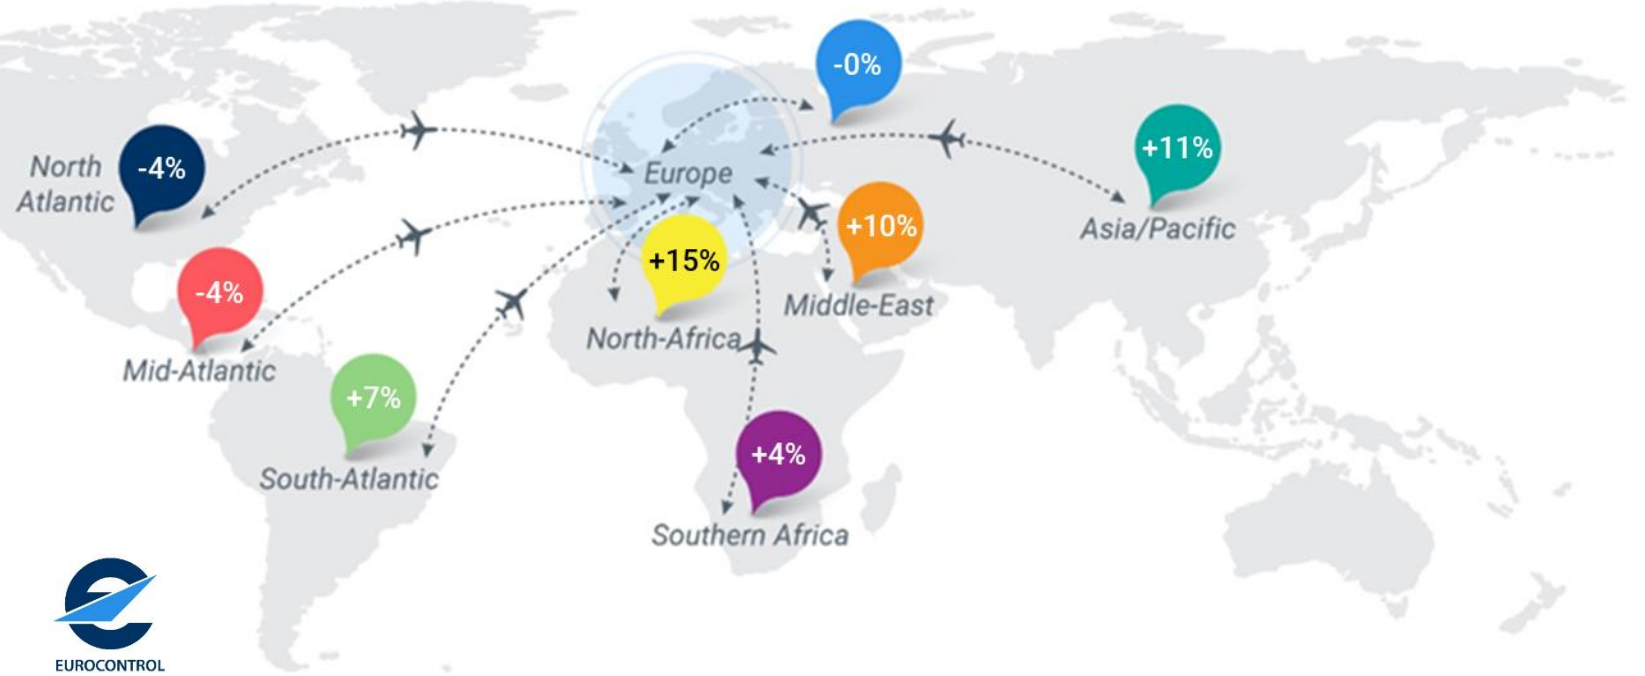 -0%
+11%
Asia/Pacific
North
Atlantic
-4%
Europe
+10%
Middle-East
+15%
North-Africa
-4%
Mid-Atlantic
+7%
South-Atlantic
+4%
Southern Africa
EUROCONTROL